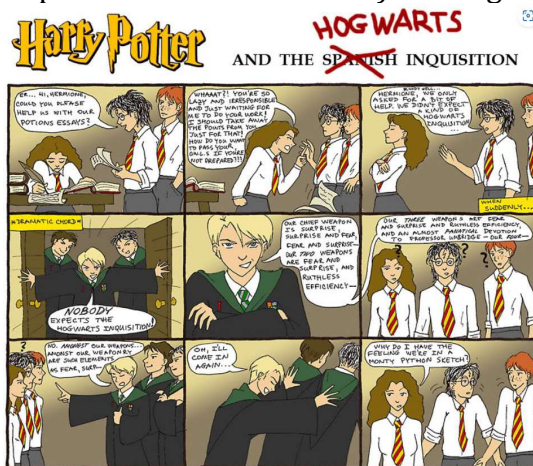 Harry Potter
HOGWARTS
AND THE SPANISH INQUISITION
ER... HI, HERMIONE,
COULD YOU PLEASE
HELP US WITH OUR
POTIONS ESSAYS?
WHAAAT?! YOU'RE SO
LAZY AND IRRESPONSIBLE
AND JUST WAITING FOR
ME TO DO YOUR WORK!
I SHOULD TAKE AWAY
THE POINTS FROM YOU
JUST FOR THAT!
HOW DO YOU WANT
TO PASS YOUR
O.W.L.S IF YOU'RE
NOT PREPARED?!!
HERMIONE, WE ONLY
ASKED FOR A BIT OF
HELP. WE DIDN'T EXPECT
A KIND OF
HOGWARTS
INQUISITION
...
WHEN
SUDDENLY...
*DRAMATIC CHORD*
NOBODY
EXPECTS THE
HOGWARTS INQUISITION!
OUR CHIEF WEAPON
IS SURPRISE,
SURPRISE AND FEAR,
FEAR AND SURPRISE—
OUR TWO WEAPONS
ARE FEAR AND
SURPRISE, AND
RUTHLESS
EFFICIENCY—
OUR THREE WEAPONS ARE FEAR
AND SURPRISE AND RUTHLESS EFFICIENCY,
AND AN ALMOST FANATICAL DEVOTION
TO PROFESSOR UMBRIDGE — OUR FOUR—
? ? ?
?
NO. AMONGST OUR WEAPONS...
AMONGST OUR WEAPONRY
ARE SUCH ELEMENTS
AS FEAR, SURP—
OH, I'LL
COME IN
AGAIN...
WHY DO I HAVE THE
FEELING WE'RE IN A
MONTY PYTHON SKETCH?